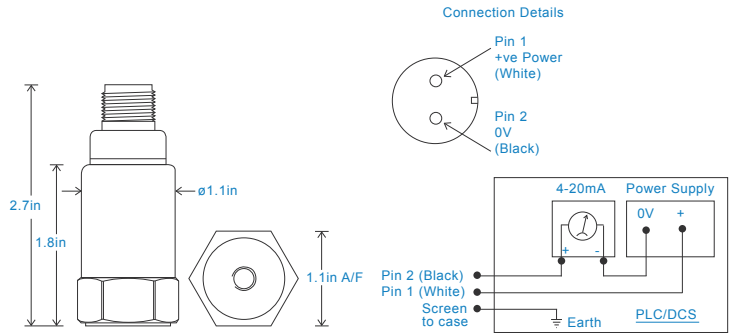 Connection Details
Pin 1
+ve Power
(White)
Pin 2
0V
(Black)
2.7in
1.8in
ø1.1in
1.1in A/F
4-20mA
Power Supply
0V
+
+
-
Pin 2 (Black)
Pin 1 (White)
Screen
to case
Earth
PLC/DCS